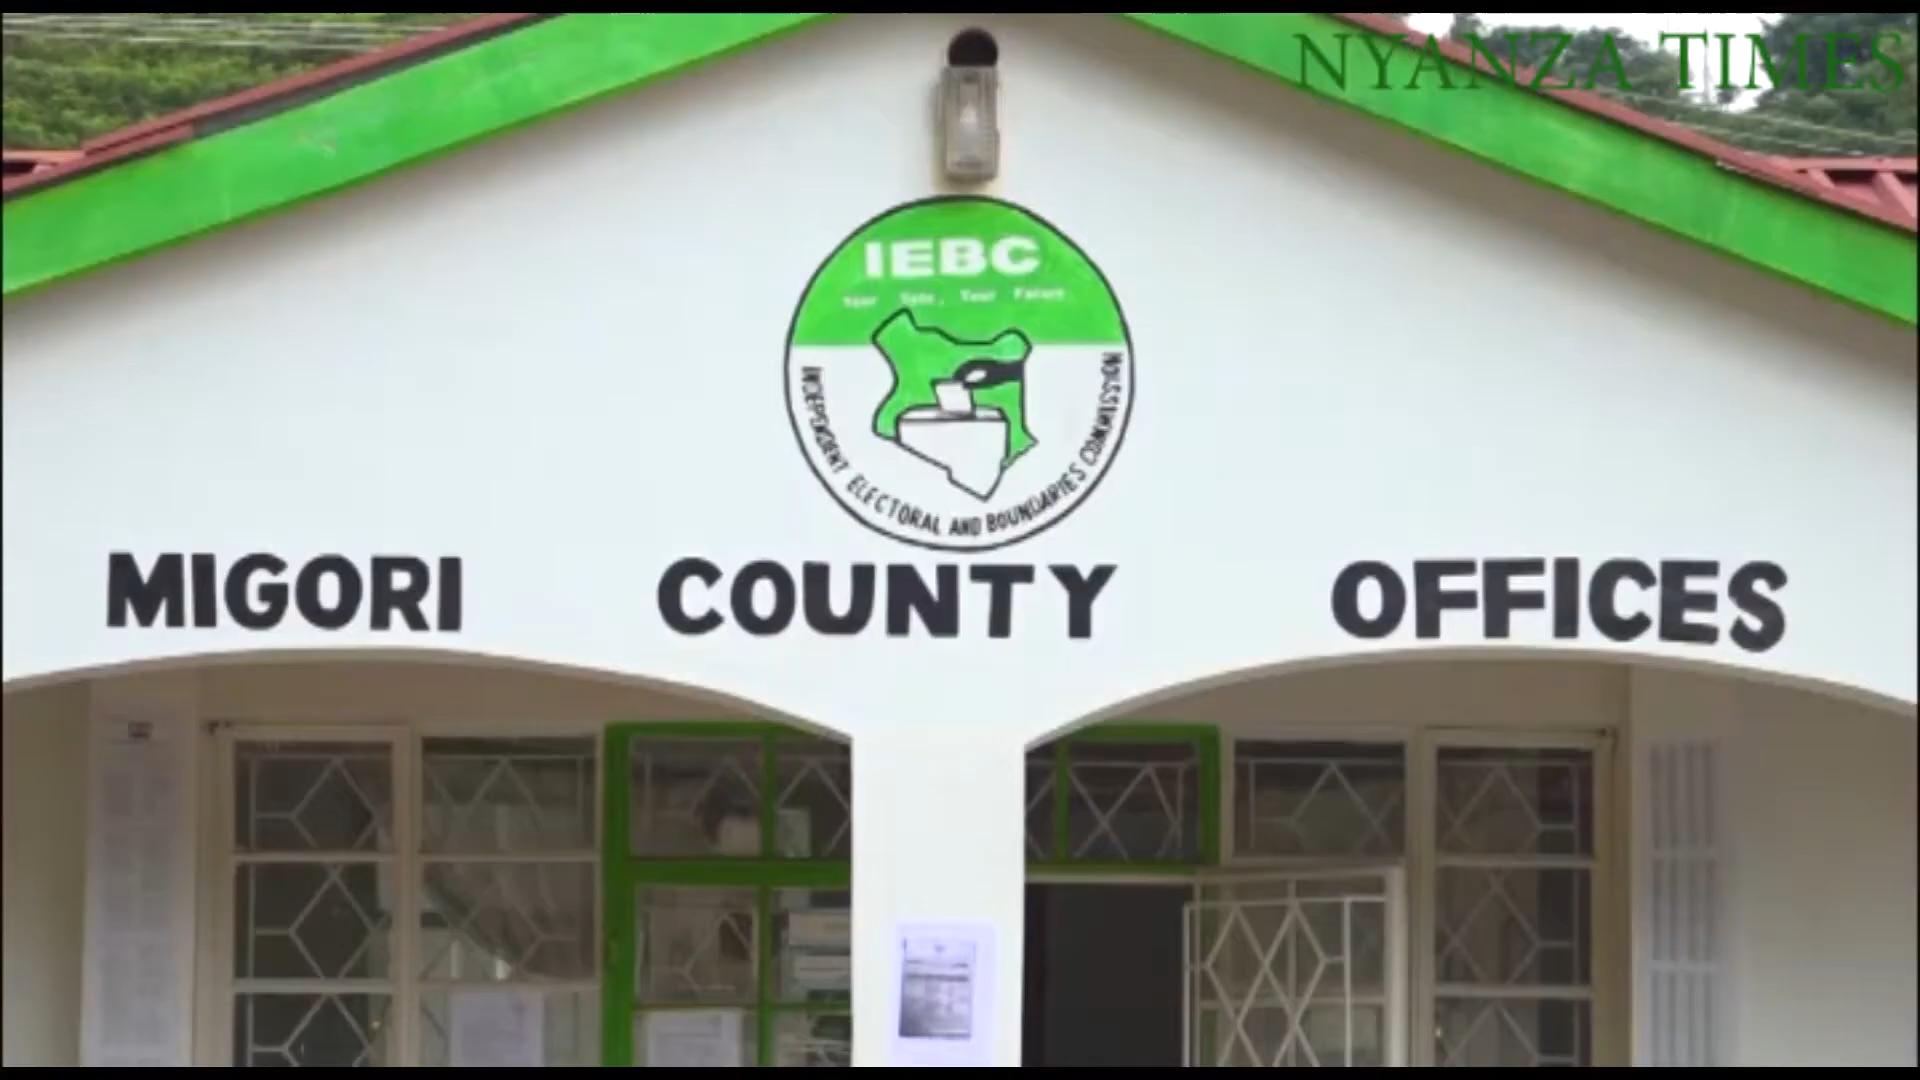 NYANZA TIMES
IEBC
Your Vote, Your Future
INDEPENDENT ELECTORAL AND BOUNDARIES COMMISSION
MIGORI COUNTY OFFICES